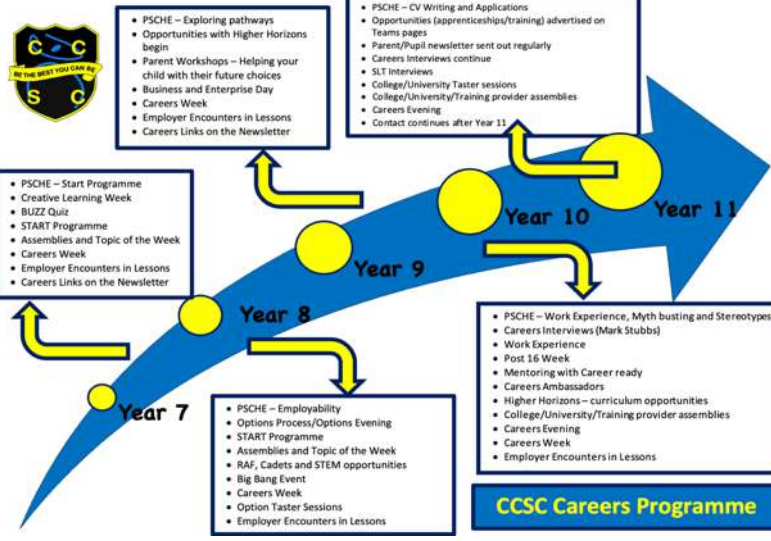 C C
BE THE BEST YOU CAN BE
S C
• PSCHE – Exploring pathways
• Opportunities with Higher Horizons
begin
• Parent Workshops – Helping your
child with their future choices
• Business and Enterprise Day
• Careers Week
• Employer Encounters in Lessons
• Careers Links on the Newsletter
• PSCHE – CV Writing and Applications
• Opportunities (apprenticeships/training) advertised on
Teams pages
• Parent/Pupil newsletter sent out regularly
• Careers Interviews continue
• SLT Interviews
• College/University Taster sessions
• College/University/Training provider assemblies
• Careers Evening
• Contact continues after Year 11
• PSCHE – Start Programme
• Creative Learning Week
• BUZZ Quiz
• START Programme
• Assemblies and Topic of the Week
• Careers Week
• Employer Encounters in Lessons
• Careers Links on the Newsletter
Year 7
Year 8
Year 9
Year 10
Year 11
• PSCHE – Employability
• Options Process/Options Evening
• START Programme
• Assemblies and Topic of the Week
• RAF, Cadets and STEM opportunities
• Big Bang Event
• Careers Week
• Option Taster Sessions
• Employer Encounters in Lessons
• PSCHE – Work Experience, Myth busting and Stereotypes
• Careers Interviews (Mark Stubbs)
• Work Experience
• Post 16 Week
• Mentoring with Career ready
• Careers Ambassadors
• Higher Horizons – curriculum opportunities
• College/University/Training provider assemblies
• Careers Evening
• Careers Week
• Employer Encounters in Lessons
CCSC Careers Programme